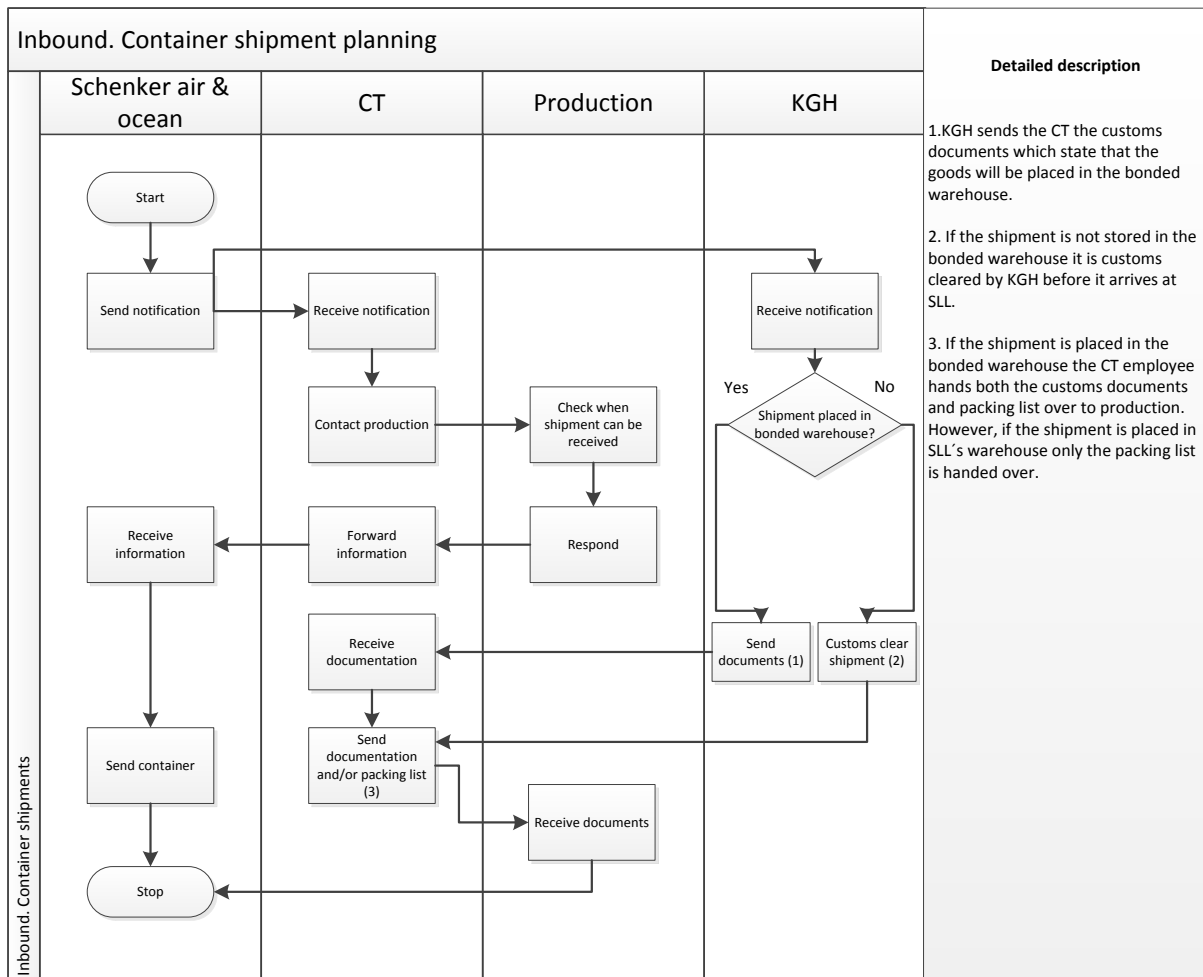 Inbound. Container shipment planning
Schenker air &
ocean
CT
Production
KGH
Inbound. Container shipments
Start
Send notification
Receive notification
Receive notification
Yes
No
Shipment placed in
bonded warehouse?
Contact production
Check when
shipment can be
received
Receive
information
Forward
information
Respond
Receive
documentation
Send
documents (1)
Customs clear
shipment (2)
Send container
Send
documentation
and/or packing list
(3)
Receive documents
Stop
Detailed description
1.KGH sends the CT the customs
documents which state that the
goods will be placed in the bonded
warehouse.
2. If the shipment is not stored in the
bonded warehouse it is customs
cleared by KGH before it arrives at
SLL.
3. If the shipment is placed in the
bonded warehouse the CT employee
hands both the customs documents
and packing list over to production.
However, if the shipment is placed in
SLL´s warehouse only the packing list
is handed over.